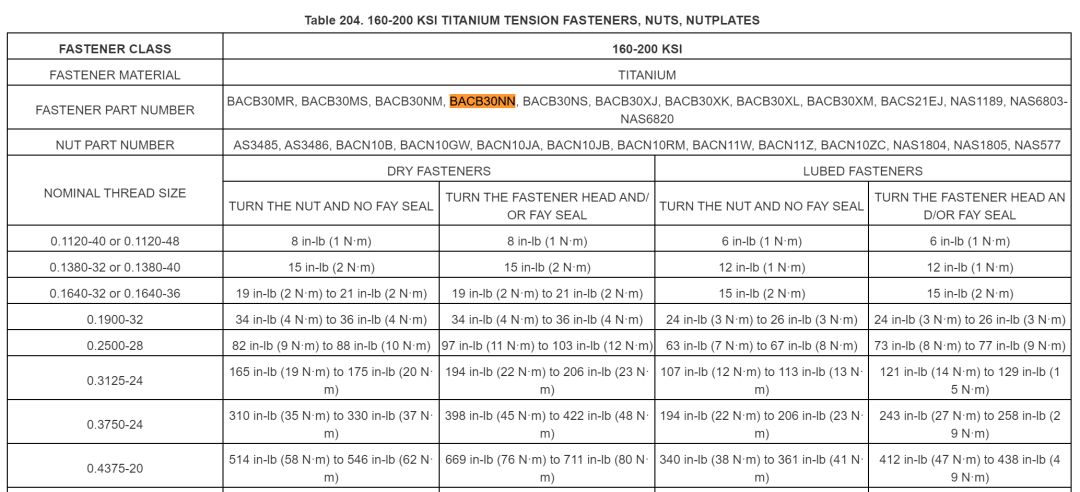 Table 204. 160-200 KSI TITANIUM TENSION FASTENERS, NUTS, NUTPLATES
FASTENER CLASS 160-200 KSI
FASTENER MATERIAL TITANIUM
FASTENER PART NUMBER BACB30MR, BACB30MS, BACB30NM, BACB30NN, BACB30NS, BACB30XJ, BACB30XK, BACB30XL, BACB30XM, BACS21EJ, NAS1189, NAS6803-
NAS6820
NUT PART NUMBER AS3485, AS3486, BACN10B, BACN10GW, BACN10JA, BACN10JB, BACN10RM, BACN11W, BACN11Z, BACN10ZC, NAS1804, NAS1805, NAS577
NOMINAL THREAD SIZE
DRY FASTENERS LUBED FASTENERS
TURN THE NUT AND NO FAY SEAL
TURN THE FASTENER HEAD AND/
OR FAY SEAL
TURN THE NUT AND NO FAY SEAL
TURN THE FASTENER HEAD AN
D/OR FAY SEAL
0.1120-40 or 0.1120-48 8 in-lb (1 N·m) 8 in-lb (1 N·m) 6 in-lb (1 N·m) 6 in-lb (1 N·m)
0.1380-32 or 0.1380-40 15 in-lb (2 N·m) 15 in-lb (2 N·m) 12 in-lb (1 N·m) 12 in-lb (1 N·m)
0.1640-32 or 0.1640-36 19 in-lb (2 N·m) to 21 in-lb (2 N·m) 19 in-lb (2 N·m) to 21 in-lb (2 N·m) 15 in-lb (2 N·m) 15 in-lb (2 N·m)
0.1900-32 34 in-lb (4 N·m) to 36 in-lb (4 N·m) 34 in-lb (4 N·m) to 36 in-lb (4 N·m) 24 in-lb (3 N·m) to 26 in-lb (3 N·m) 24 in-lb (3 N·m) to 26 in-lb (3 N·m)
0.2500-28 82 in-lb (9 N·m) to 88 in-lb (10 N·m) 97 in-lb (11 N·m) to 103 in-lb (12 N·m) 63 in-lb (7 N·m) to 67 in-lb (8 N·m) 73 in-lb (8 N·m) to 77 in-lb (9 N·m)
0.3125-24
165 in-lb (19 N·m) to 175 in-lb (20 N·
m)
194 in-lb (22 N·m) to 206 in-lb (23 N·
m)
107 in-lb (12 N·m) to 113 in-lb (13 N·
m)
121 in-lb (14 N·m) to 129 in-lb (1
5 N·m)
0.3750-24
310 in-lb (35 N·m) to 330 in-lb (37 N·
m)
398 in-lb (45 N·m) to 422 in-lb (48 N·
m)
194 in-lb (22 N·m) to 206 in-lb (23 N·
m)
243 in-lb (27 N·m) to 258 in-lb (2
9 N·m)
0.4375-20
514 in-lb (58 N·m) to 546 in-lb (62 N·
m)
669 in-lb (76 N·m) to 711 in-lb (80 N·
m)
340 in-lb (38 N·m) to 361 in-lb (41 N·
m)
412 in-lb (47 N·m) to 438 in-lb (4
9 N·m)